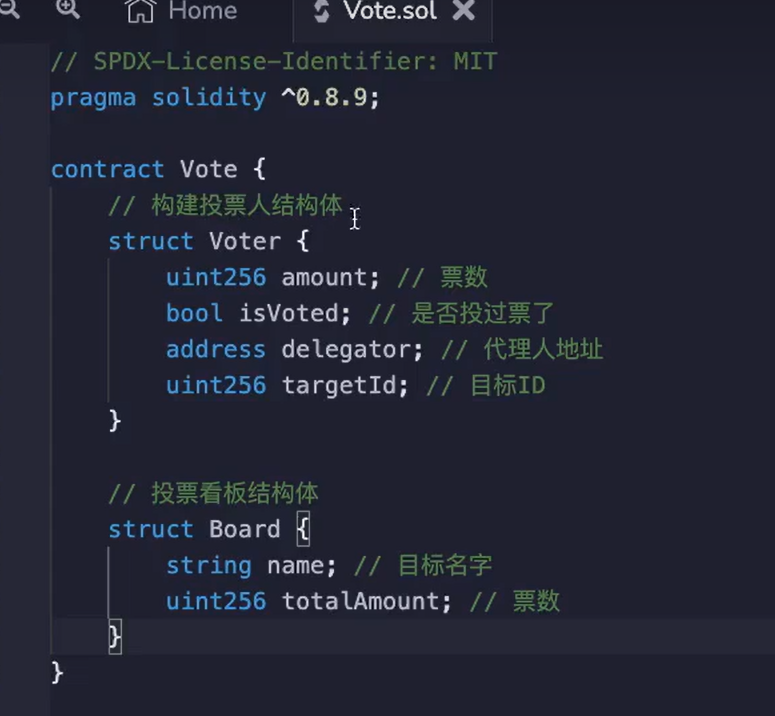 Home
Vote.sol
// SPDX-License-Identifier: MIT
pragma solidity ^0.8.9;
contract Vote {
// 构建投票人结构体
struct Voter {
uint256 amount; // 票数
bool isVoted; // 是否投过票了
address delegator; // 代理人地址
uint256 targetId; // 目标ID
}
// 投票看板结构体
struct Board {
string name; // 目标名字
uint256 totalAmount; // 票数
}
}